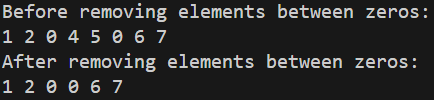 Before removing elements between zeros:
1 2 0 4 5 0 6 7
After removing elements between zeros:
1 2 0 0 6 7